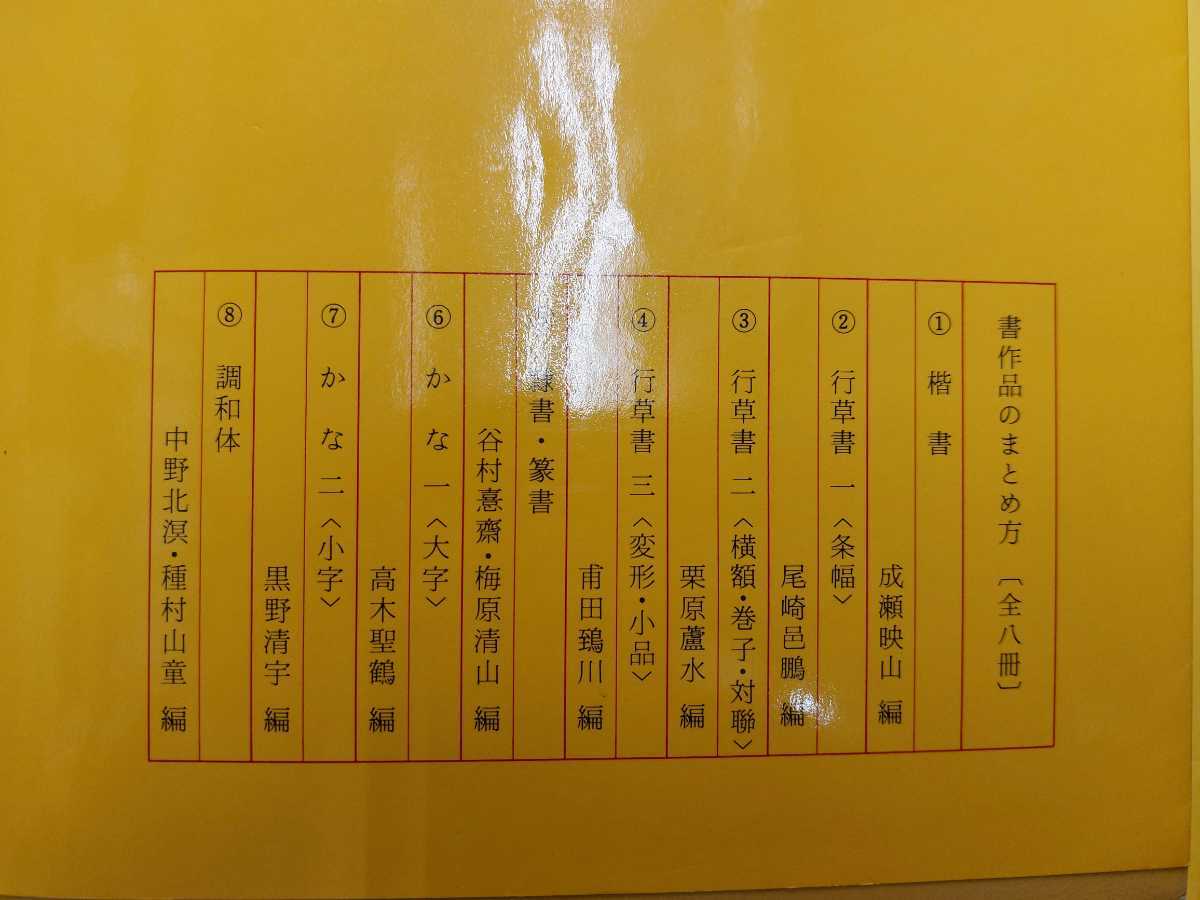 書作品のまとめ方〔全八冊〕
① 楷書
成瀬映山 編
② 行草書 一〈条幅〉
尾崎邑鵬 編
③ 行草書 二〈横額・巻子・対聯〉
栗原蘆水 編
④ 行草書 三〈変形・小品〉
甫田鵄川 編
隷書・篆書
谷村憙齋・梅原清山 編
⑥ かな 一〈大字〉
高木聖鶴 編
⑦ かな 二〈小字〉
黒野清宇 編
⑧ 調和体
中野北溟・種村山童 編